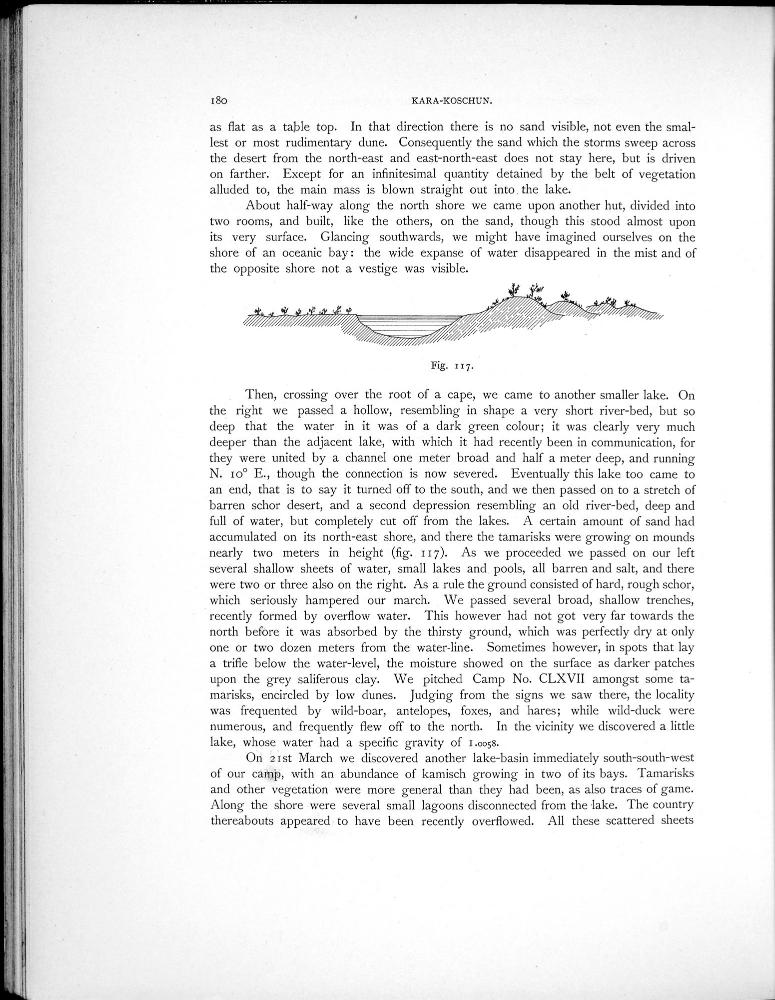 180 KARA-KOSCHUN.
as flat as a table top. In that direction there is no sand visible, not even the smal-
lest or most rudimentary dune. Consequently the sand which the storms sweep across
the desert from the north-east and east-north-east does not stay here, but is driven
on farther. Except for an infinitesimal quantity detained by the belt of vegetation
alluded to, the main mass is blown straight out into the lake.
About half-way along the north shore we came upon another hut, divided into
two rooms, and built, like the others, on the sand, though this stood almost upon
its very surface. Glancing southwards, we might have imagined ourselves on the
shore of an oceanic bay: the wide expanse of water disappeared in the mist and of
the opposite shore not a vestige was visible.
Fig. 117.
Then, crossing over the root of a cape, we came to another smaller lake. On
the right we passed a hollow, resembling in shape a very short river-bed, but so
deep that the water in it was of a dark green colour; it was clearly very much
deeper than the adjacent lake, with which it had recently been in communication, for
they were united by a channel one meter broad and half a meter deep, and running
N. 10° E., though the connection is now severed. Eventually this lake too came to
an end, that is to say it turned off to the south, and we then passed on to a stretch of
barren schor desert, and a second depression resembling an old river-bed, deep and
full of water, but completely cut off from the lakes. A certain amount of sand had
accumulated on its north-east shore, and there the tamarisks were growing on mounds
nearly two meters in height (fig. 117). As we proceeded we passed on our left
several shallow sheets of water, small lakes and pools, all barren and salt, and there
were two or three also on the right. As a rule the ground consisted of hard, rough schor,
which seriously hampered our march. We passed several broad, shallow trenches,
recently formed by overflow water. This however had not got very far towards the
north before it was absorbed by the thirsty ground, which was perfectly dry at only
one or two dozen meters from the water-line. Sometimes however, in spots that lay
a trifle below the water-level, the moisture showed on the surface as darker patches
upon the grey saliferous clay. We pitched Camp No. CLXVII amongst some ta-
marisks, encircled by low dunes. Judging from the signs we saw there, the locality
was frequented by wild-boar, antelopes, foxes, and hares; while wild-duck were
numerous, and frequently flew off to the north. In the vicinity we discovered a little
lake, whose water had a specific gravity of 1.0058.
On 21st March we discovered another lake-basin immediately south-south-west
of our camp, with an abundance of kamisch growing in two of its bays. Tamarisks
and other vegetation were more general than they had been, as also traces of game.
Along the shore were several small lagoons disconnected from the lake. The country
thereabouts appeared to have been recently overflowed. All these scattered sheets